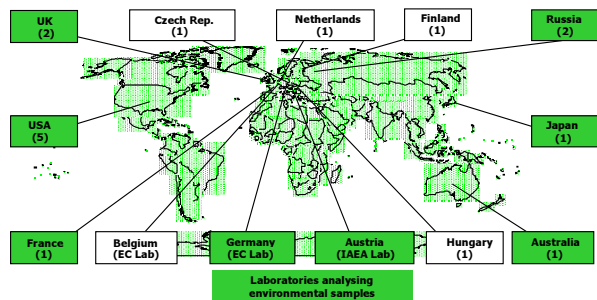 UK
(2)
Czech Rep.
(1)
Netherlands
(1)
Finland
(1)
Russia
(2)
USA
(5)
Japan
(1)
France
(1)
Belgium
(EC Lab)
Germany
(EC Lab)
Austria
(IAEA Lab)
Hungary
(1)
Australia
(1)
Laboratories analysing
environmental samples